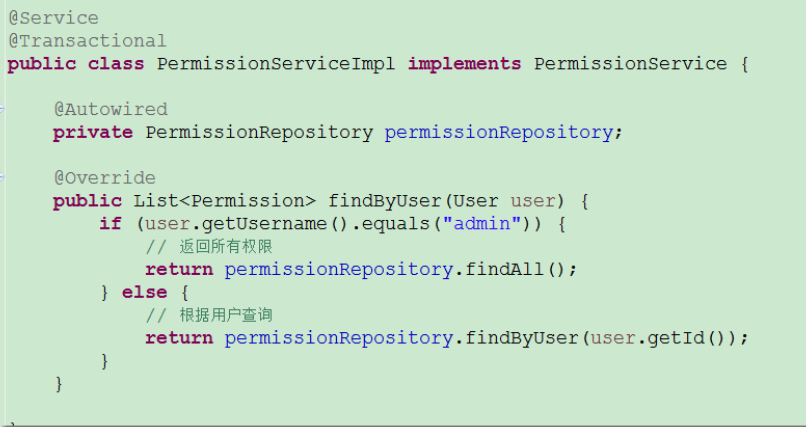 @Service
@Transactional
public class PermissionServiceImpl implements PermissionService {
@Autowired
private PermissionRepository permissionRepository;
@Override
public List<Permission> findByUser(User user) {
if (user.getUsername().equals("admin")) {
// 返回所有权限
return permissionRepository.findAll();
} else {
// 根据用户查询
return permissionRepository.findByUser(user.getId());
}
}